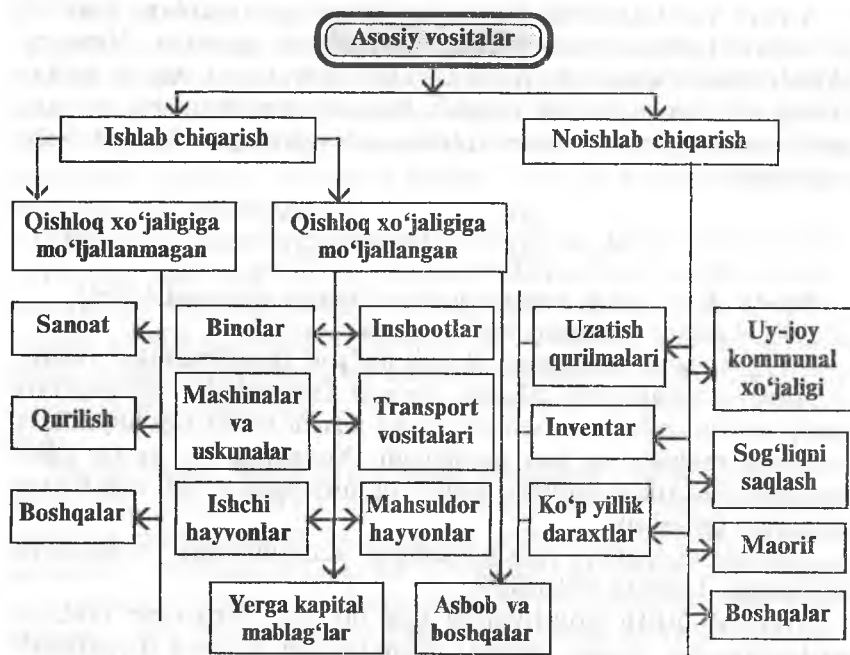 Asosiy vositalar
Ishlab chiqarish
Noishlab chiqarish
Qishloq xo‘jaligiga
mo‘ljallanmagan
Qishloq xo‘jaligiga
mo‘ljallangan
Sanoat
Qurilish
Boshqalar
Binolar
Inshootlar
Mashinalar
va
uskunalar
Transport
vositalari
Ishchi
hayvonlar
Mahsuldor
hayvonlar
Yerga kapital
mablag‘lar
Asbob va
boshqalar
Uzatish
qurilmalari
Inventar
Ko‘p yillik
daraxtlar
Uy-joy
kommunal
xo‘jaligi
Sog‘liqni
saqlash
Maorif
Boshqalar